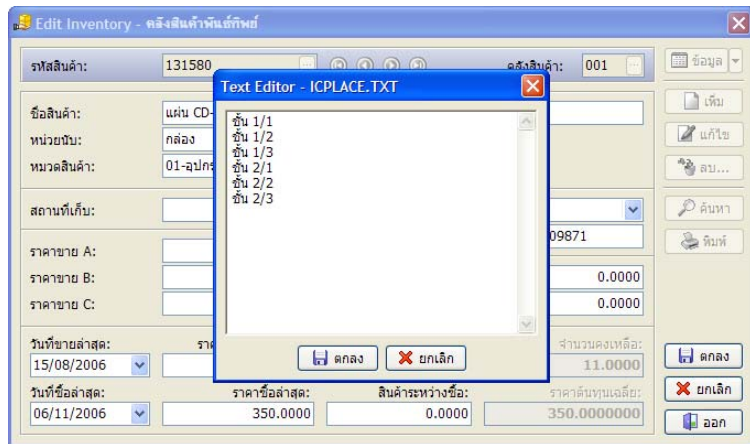 Edit Inventory - คลังสินค้าพันธ์ทิพย์
รหัสสินค้า: 131580 คลังสินค้า: 001 ข้อมูล
Text Editor - ICPLACE.TXT
ชั้น 1/1
ชั้น 1/2
ชั้น 1/3
ชั้น 2/1
ชั้น 2/2
ชั้น 2/3
ตกลง ยกเลิก
ชื่อสินค้า: แผ่น CD- เพิ่ม
หน่วยนับ: กล่อง แก้ไข
หมวดสินค้า: 01-อุปกร ลบ...
สถานที่เก็บ: ค้นหา
09871 พิมพ์
ราคาขาย A:
ราคาขาย B: 0.0000
ราคาขาย C: 0.0000
วันที่ขายล่าสุด: รา จำนวนคงเหลือ:
15/08/2006 11.0000 ตกลง
วันที่ซื้อล่าสุด: ราคาซื้อล่าสุด: สินค้าระหว่างซื้อ: ราคาต้นทุนเฉลี่ย: ยกเลิก
06/11/2006 350.0000 0.0000 350.0000000 ออก